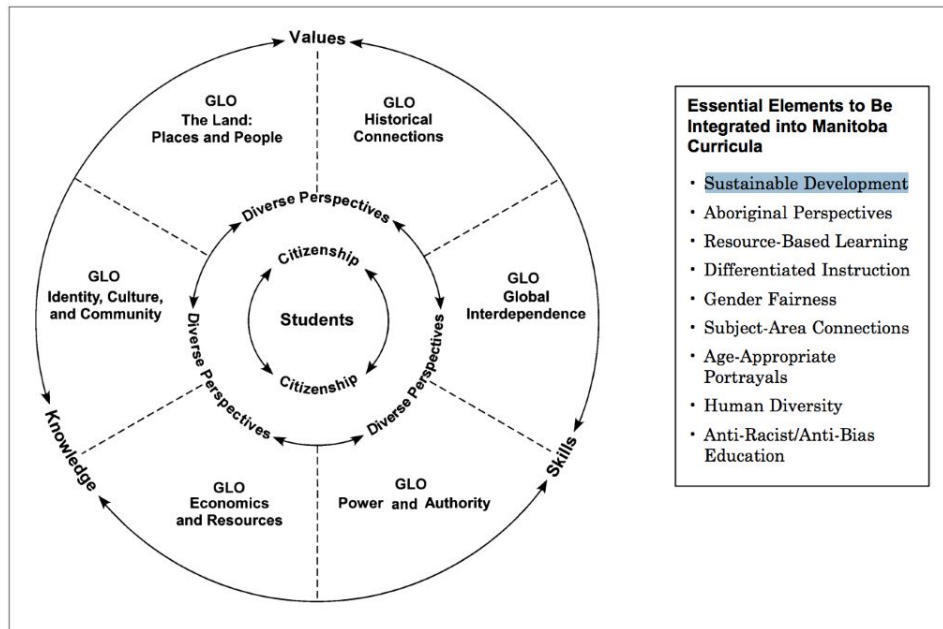 Values
GLO
The Land:
Places and People
GLO
Historical
Connections
Diverse Perspectives
GLO
Identity, Culture,
and Community
Citizenship
Students
Citizenship
GLO
Global
Interdependence
Diverse Perspectives
Diverse Perspectives
Knowledge
Skills
GLO
Economics
and Resources
GLO
Power and Authority
Essential Elements to Be
Integrated into Manitoba
Curricula
• Sustainable Development
• Aboriginal Perspectives
• Resource-Based Learning
• Differentiated Instruction
• Gender Fairness
• Subject-Area Connections
• Age-Appropriate
Portrayals
• Human Diversity
• Anti-Racist/Anti-Bias
Education